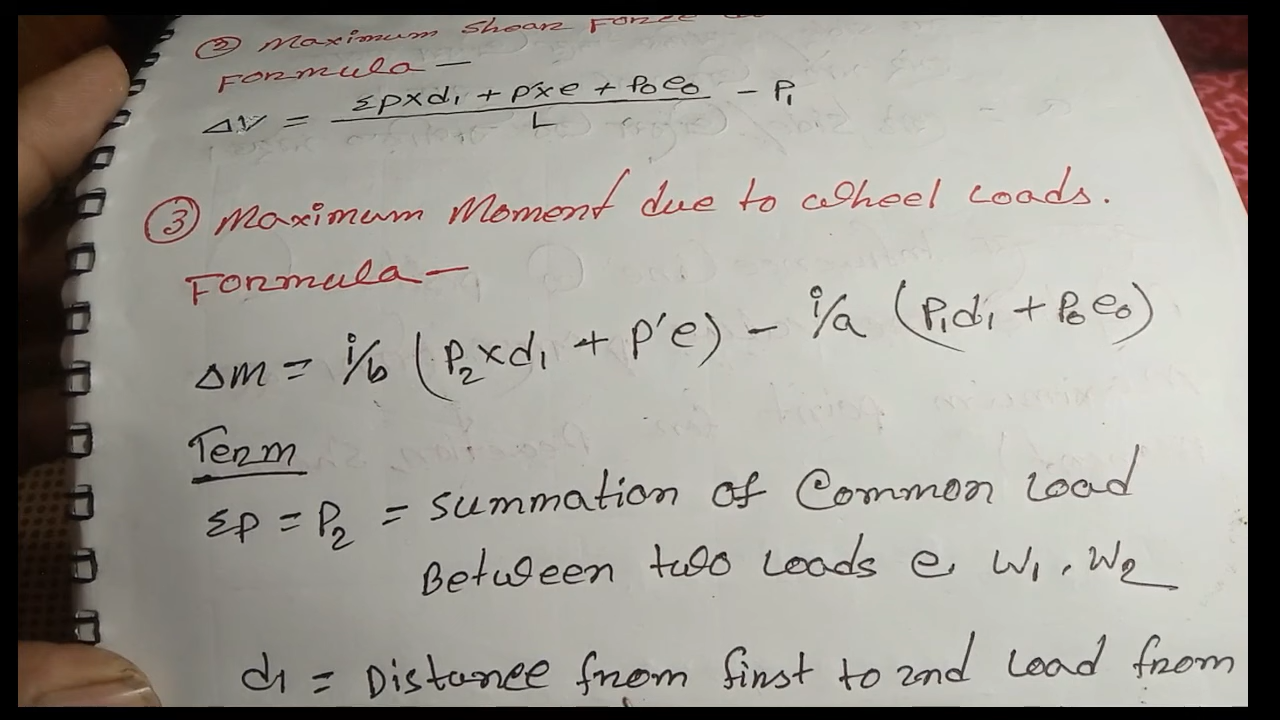 ② Maximum Shear Force
Formula —
ΔV = (Σp×d₁ + p'×e + P₀e₀) / L − P₁
③ Maximum Moment due to wheel Loads.
Formula —
ΔM = i/b (P₂×d₁ + P'e) − i/a (P₁d₁ + P₀e₀)
Term
Σp = P₂ = Summation of Common Load
Between two Loads e, W₁, W₂
d₁ = Distance from first to 2nd Load from